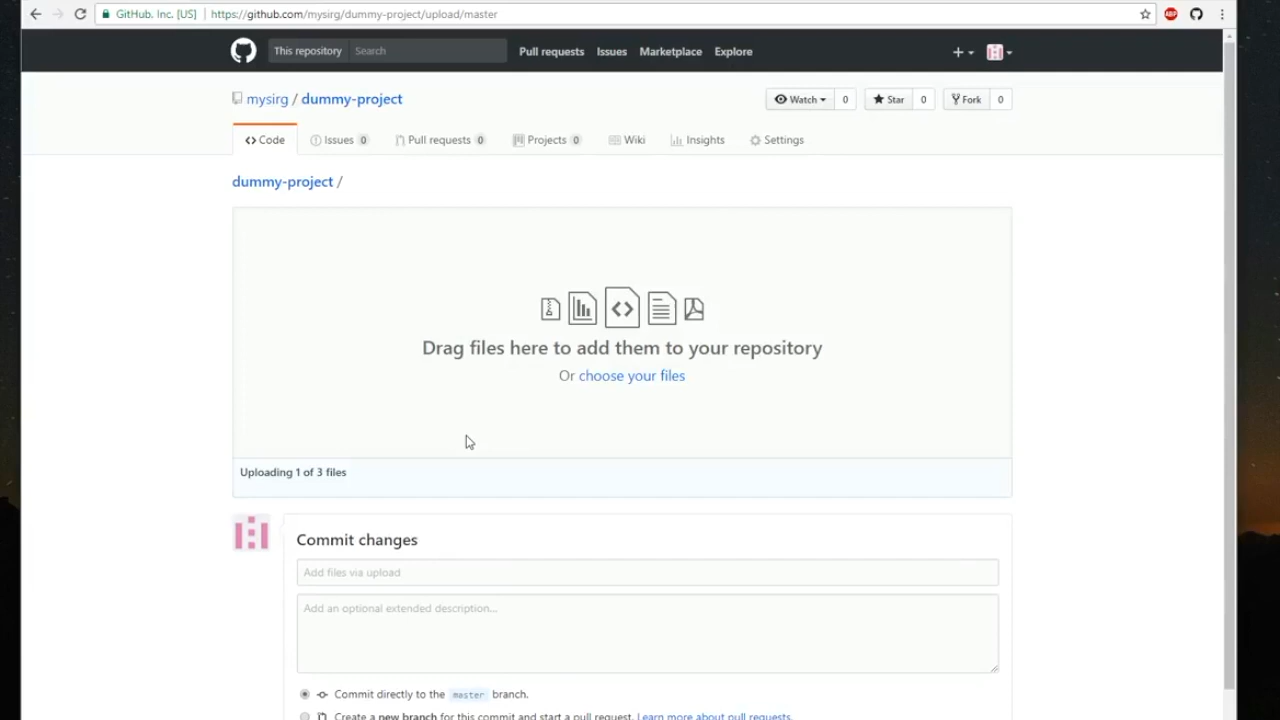 GitHub, Inc. [US] https://github.com/mysirg/dummy-project/upload/master
This repository Search Pull requests Issues Marketplace Explore
mysirg / dummy-project Watch 0 Star 0 Fork 0
Code Issues 0 Pull requests 0 Projects 0 Wiki Insights Settings
dummy-project /
Drag files here to add them to your repository
Or choose your files
Uploading 1 of 3 files
Commit changes
Add files via upload
Add an optional extended description...
Commit directly to the master branch.
Create a new branch for this commit and start a pull request. Learn more about pull requests.